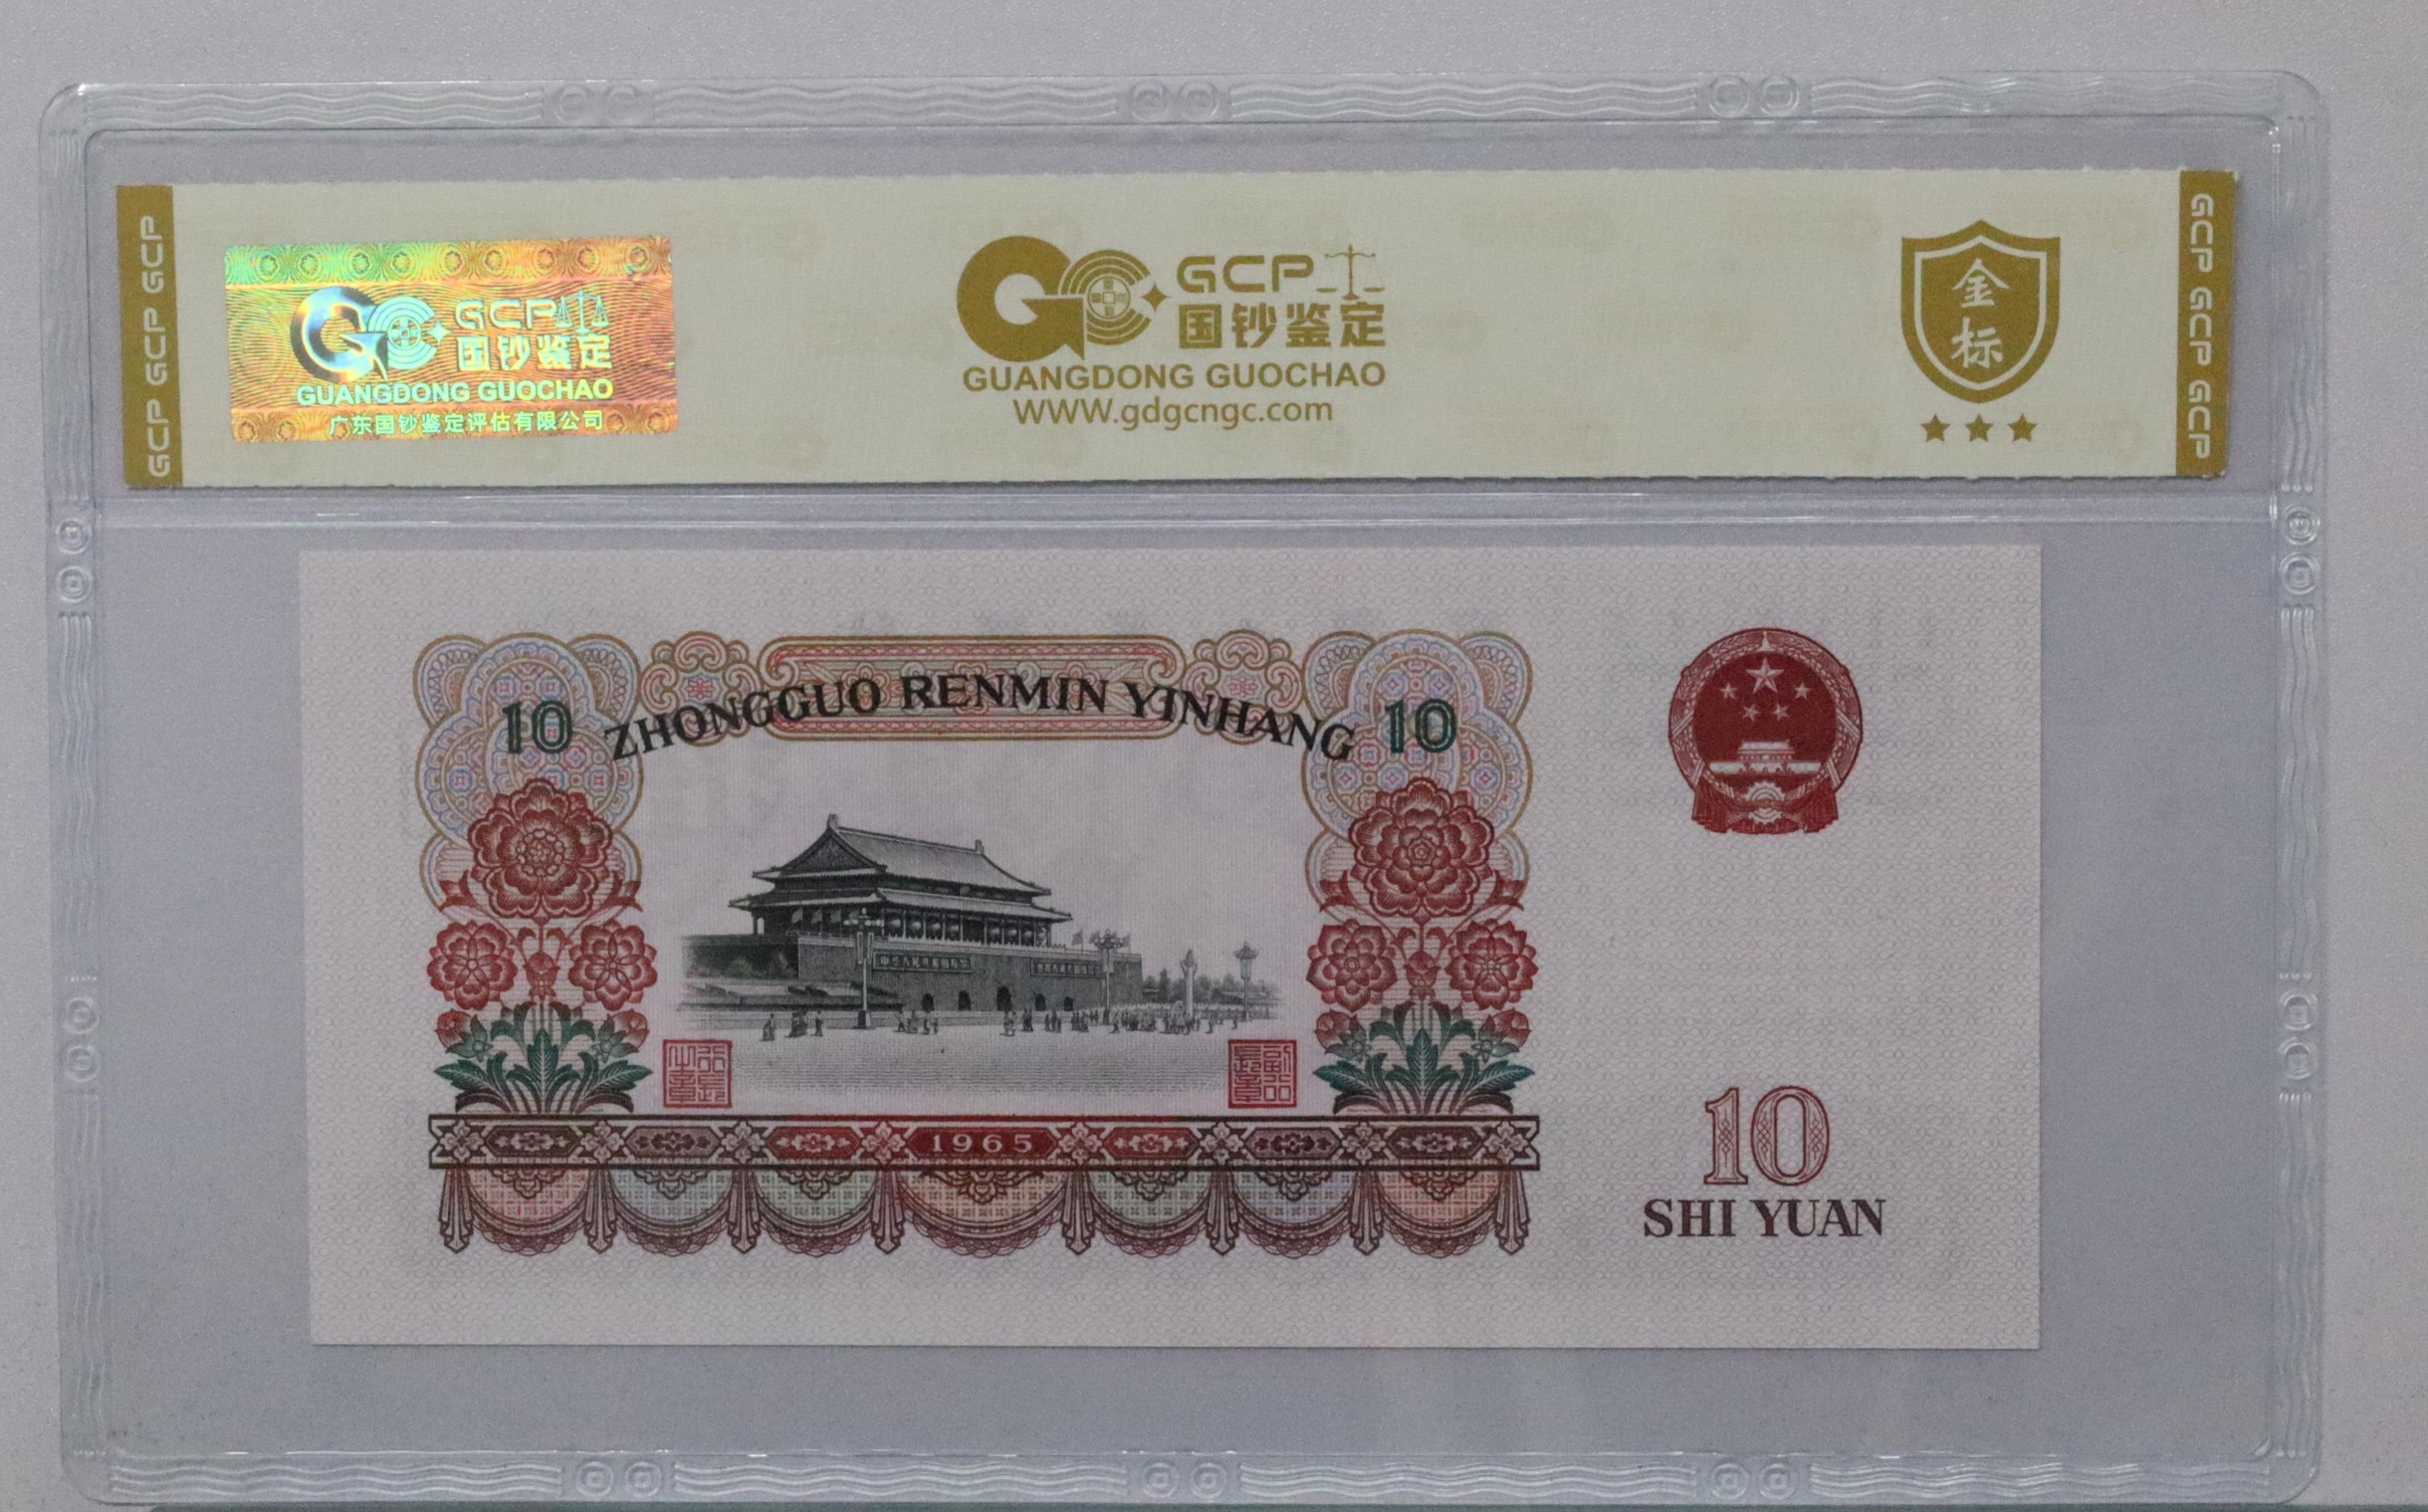 GCP GCP GCP
GCP
国钞鉴定
GUANGDONG GUOCHAO
广东国钞鉴定评估有限公司
GCP
国钞鉴定
GUANGDONG GUOCHAO
WWW.gdgcngc.com
金
标
GCP GCP GCP
10 ZHONGGUO RENMIN YINHANG 10
1965
10
SHI YUAN